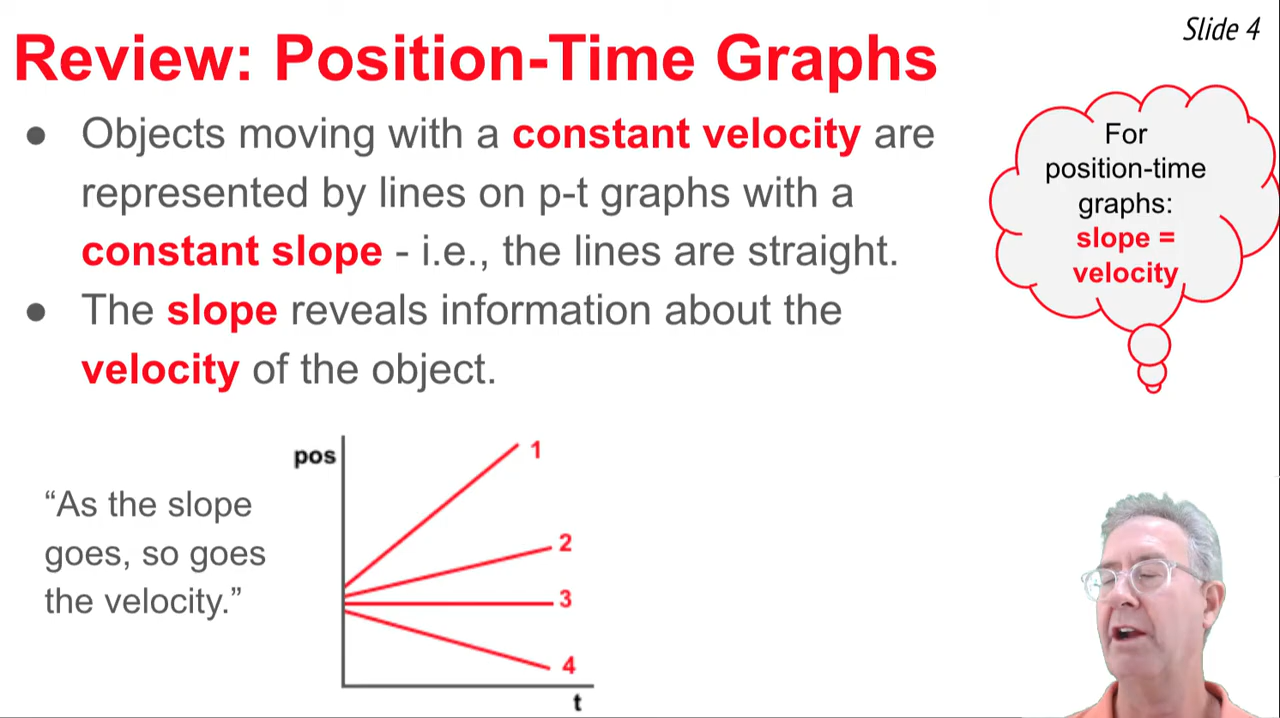 Slide 4
Review: Position-Time Graphs
● Objects moving with a constant velocity are
represented by lines on p-t graphs with a
constant slope - i.e., the lines are straight.
● The slope reveals information about the
velocity of the object.
For
position-time
graphs:
slope =
velocity
“As the slope
goes, so goes
the velocity.”
pos
1
2
3
4
t